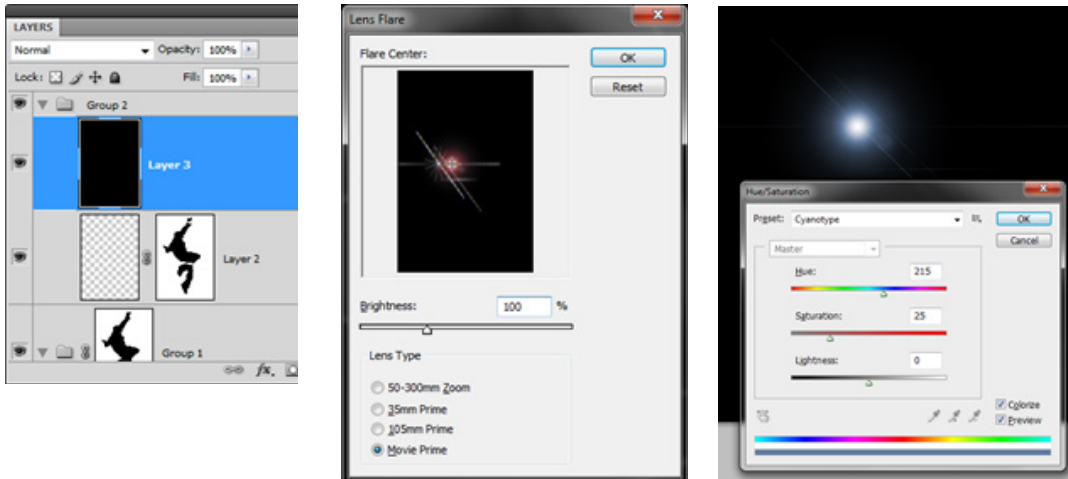 LAYERS
Normal Opacity: 100%
Lock: Fill: 100%
Group 2
Layer 3
Layer 2
Group 1
fx.
Lens Flare
X
Flare Center:
OK
Reset
Brightness: 100 %
Lens Type
50-300mm Zoom
35mm Prime
105mm Prime
Movie Prime
Hue/Saturation
X
Preset: Cyanotype OK
Cancel
Master
Hue: 215
Saturation: 25
Lightness: 0
Colorize
Preview